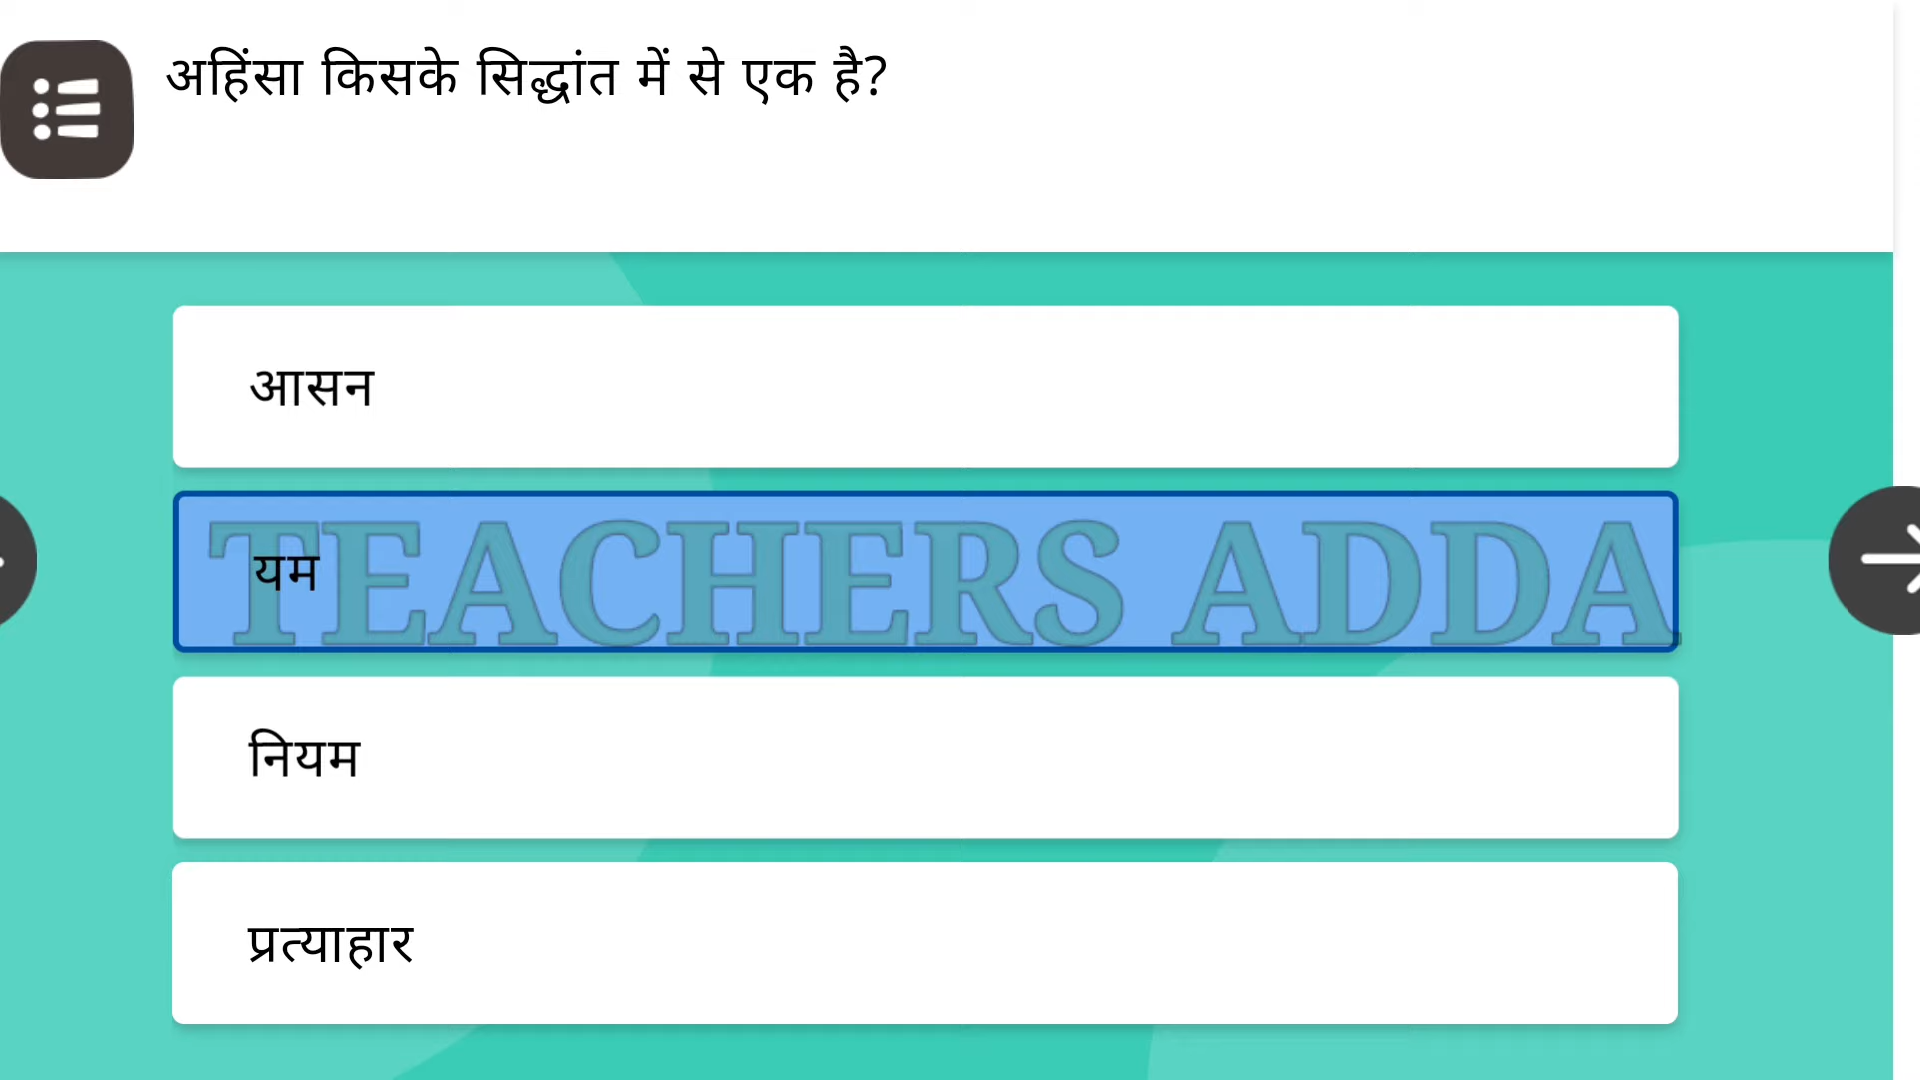 अहिंसा किसके सिद्धांत में से एक है?
आसन
यम
TEACHERS ADDA
नियम
प्रत्याहार